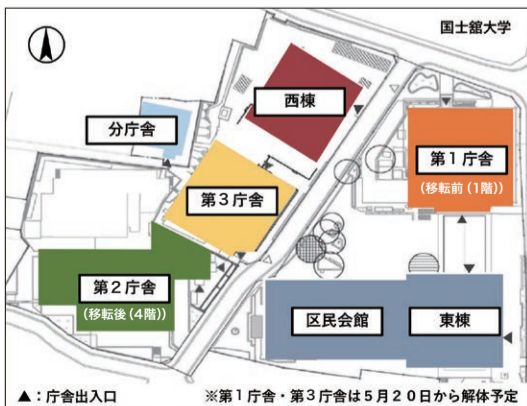 国士舘大学
西棟
分庁舎
第1庁舎
(移転前(1階))
第3庁舎
第2庁舎
(移転後(4階))
区民会館
東棟
▲:庁舎出入口
※第1庁舎・第3庁舎は5月20日から解体予定